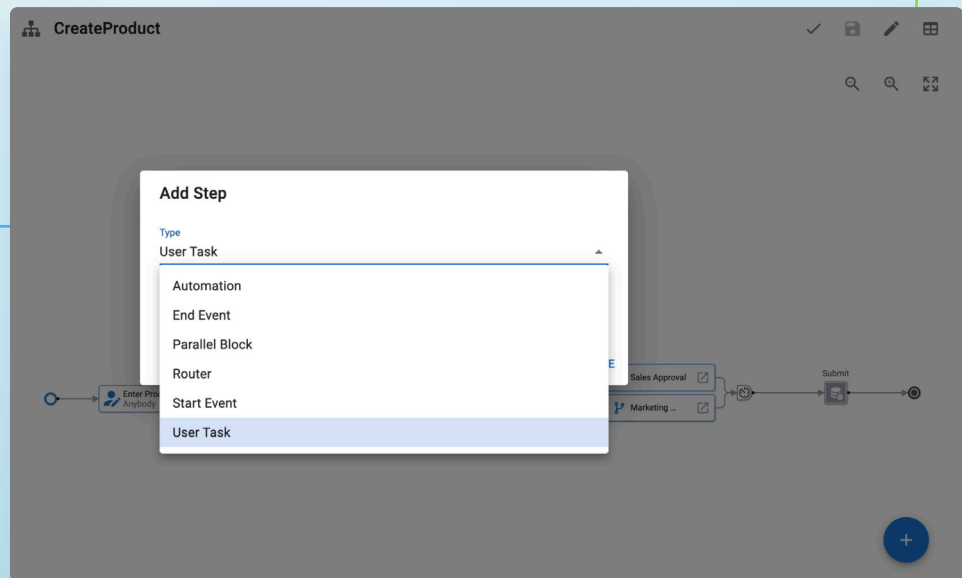 CreateProduct
Add Step
Type
User Task
Automation
End Event
Parallel Block
Router
Start Event
User Task
E
Enter Pro
Anybody
Sales Approval
Marketing ...
Submit